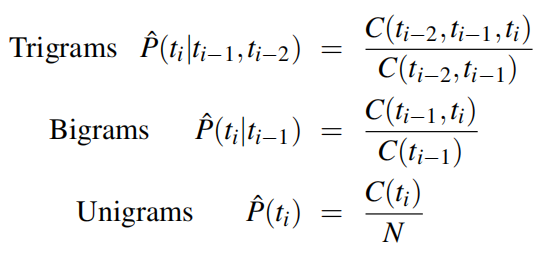 Trigrams P̂(tᵢ|tᵢ₋₁,tᵢ₋₂) = C(tᵢ₋₂,tᵢ₋₁,tᵢ) / C(tᵢ₋₂,tᵢ₋₁)
Bigrams P̂(tᵢ|tᵢ₋₁) = C(tᵢ₋₁,tᵢ) / C(tᵢ₋₁)
Unigrams P̂(tᵢ) = C(tᵢ) / N